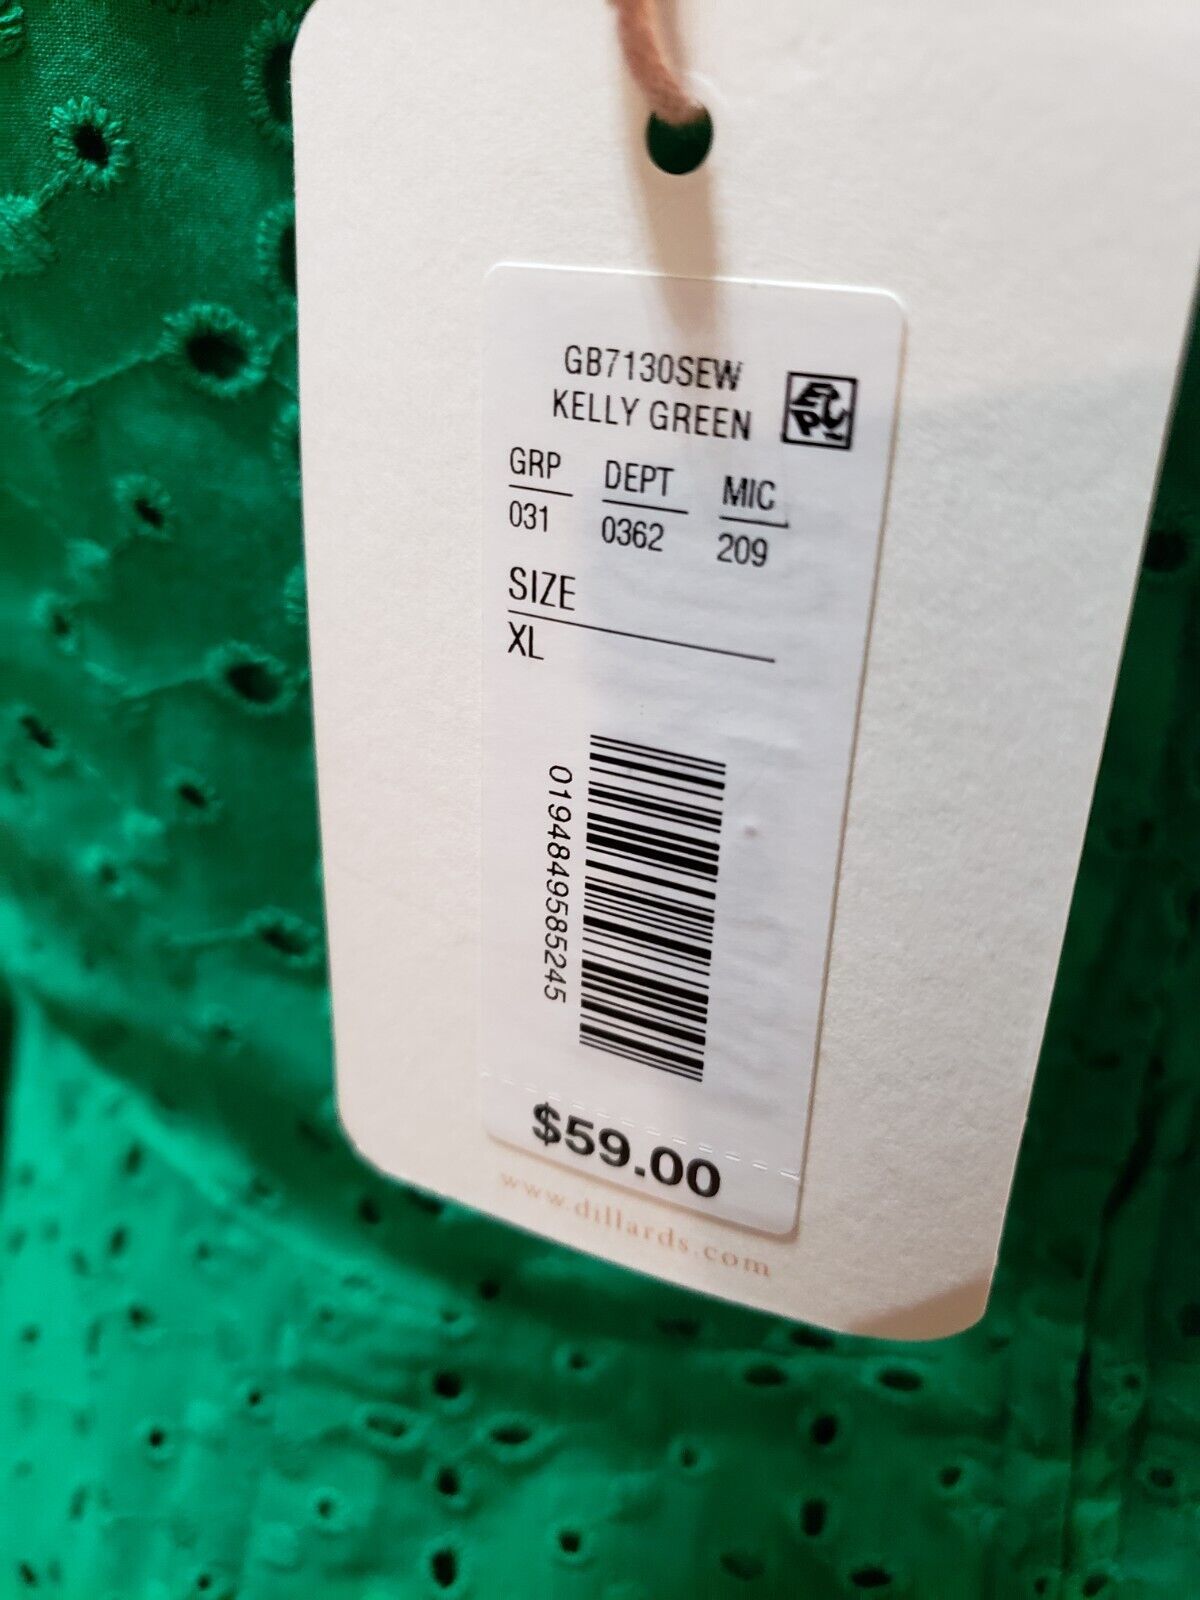 GB7130SEW
KELLY GREEN
GRP DEPT MIC
031 0362 209
SIZE
XL
0194849585245
$59.00
www.dillards.com